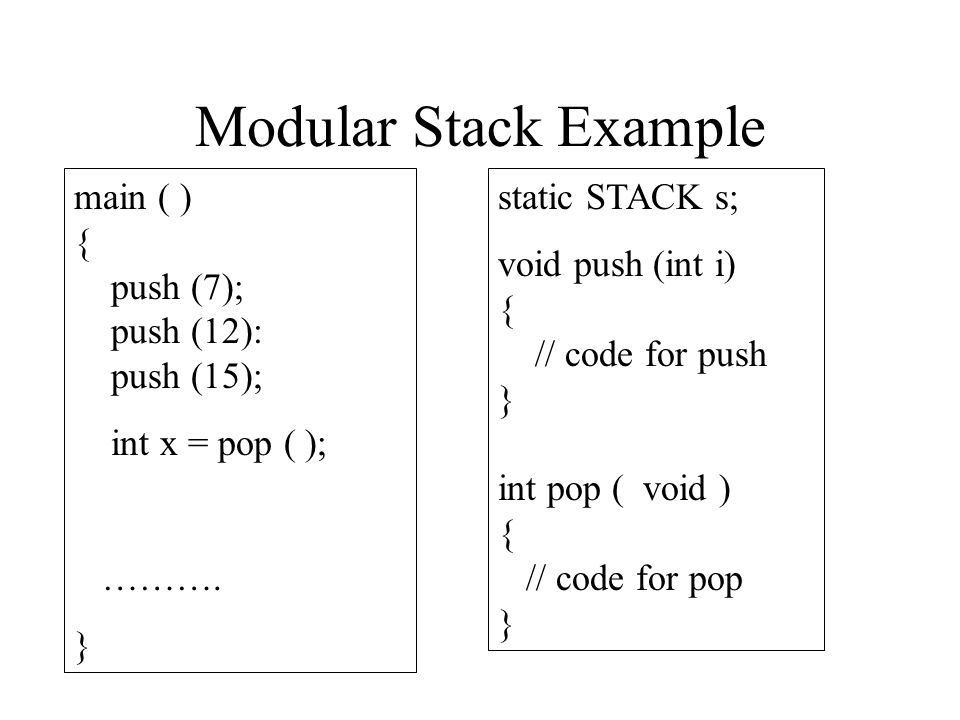 Modular Stack Example
main ( )
{
push (7);
push (12):
push (15);
int x = pop ( );
……….
}
static STACK s;
void push (int i)
{
// code for push
}
int pop ( void )
{
// code for pop
}